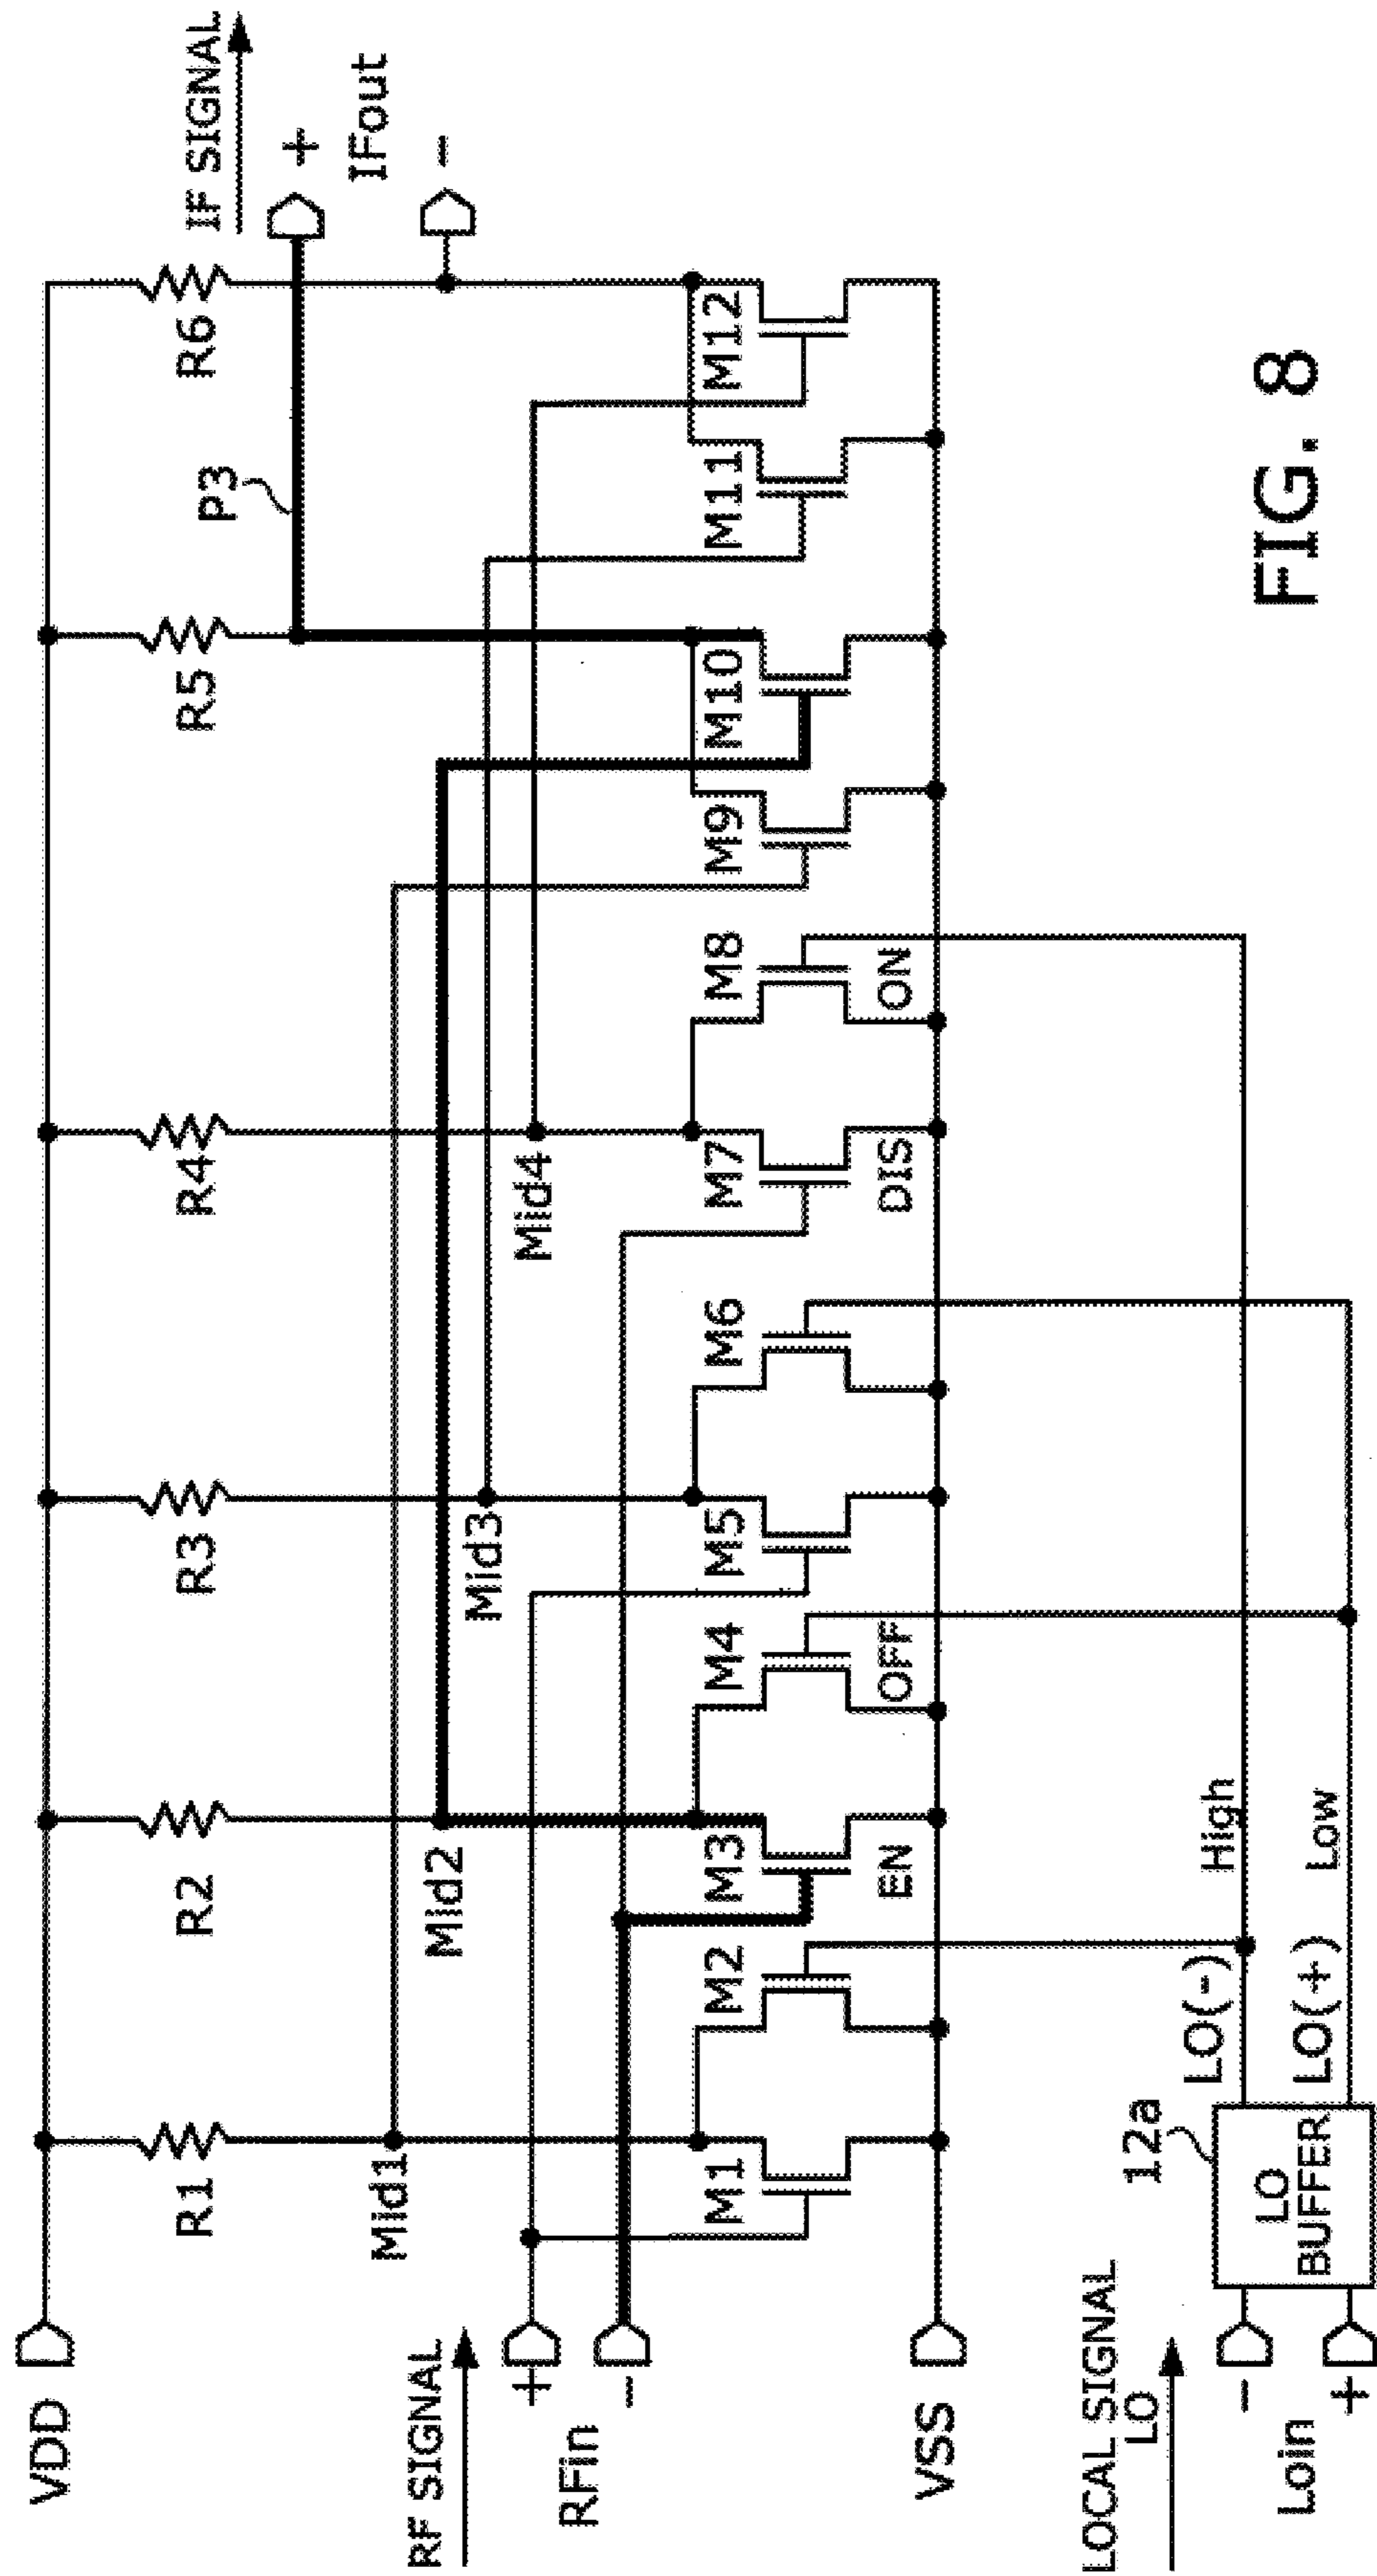 VDD
R1
R2
R3
R4
R5
R6
P3
IF SIGNAL
+
IFout
-
Mid1
Mid2
Mid3
Mid4
RF SIGNAL
RFin
+
-
M1
M2
M3
M4
M5
M6
M7
M8
M9
M10
M11
M12
EN
OFF
DIS
ON
VSS
LOCAL SIGNAL
LO
Loin
-
+
12a
LO
BUFFER
LO(-)
LO(+)
High
Low
FIG. 8